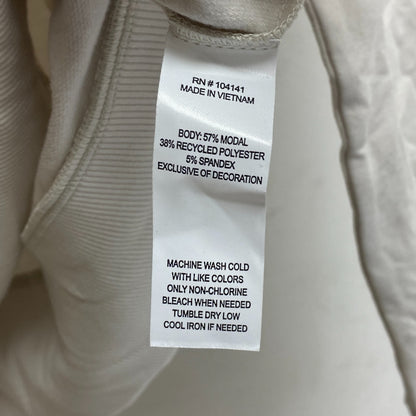 RN # 104141
MADE IN VIETNAM
BODY: 57% MODAL
38% RECYCLED POLYESTER
5% SPANDEX
EXCLUSIVE OF DECORATION
MACHINE WASH COLD
WITH LIKE COLORS
ONLY NON-CHLORINE
BLEACH WHEN NEEDED
TUMBLE DRY LOW
COOL IRON IF NEEDED